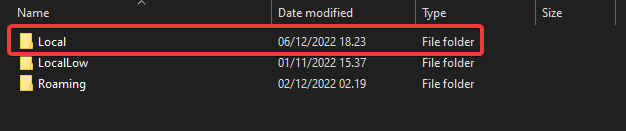 Name Date modified Type Size
Local 06/12/2022 18.23 File folder
LocalLow 01/11/2022 15.37 File folder
Roaming 02/12/2022 02.19 File folder